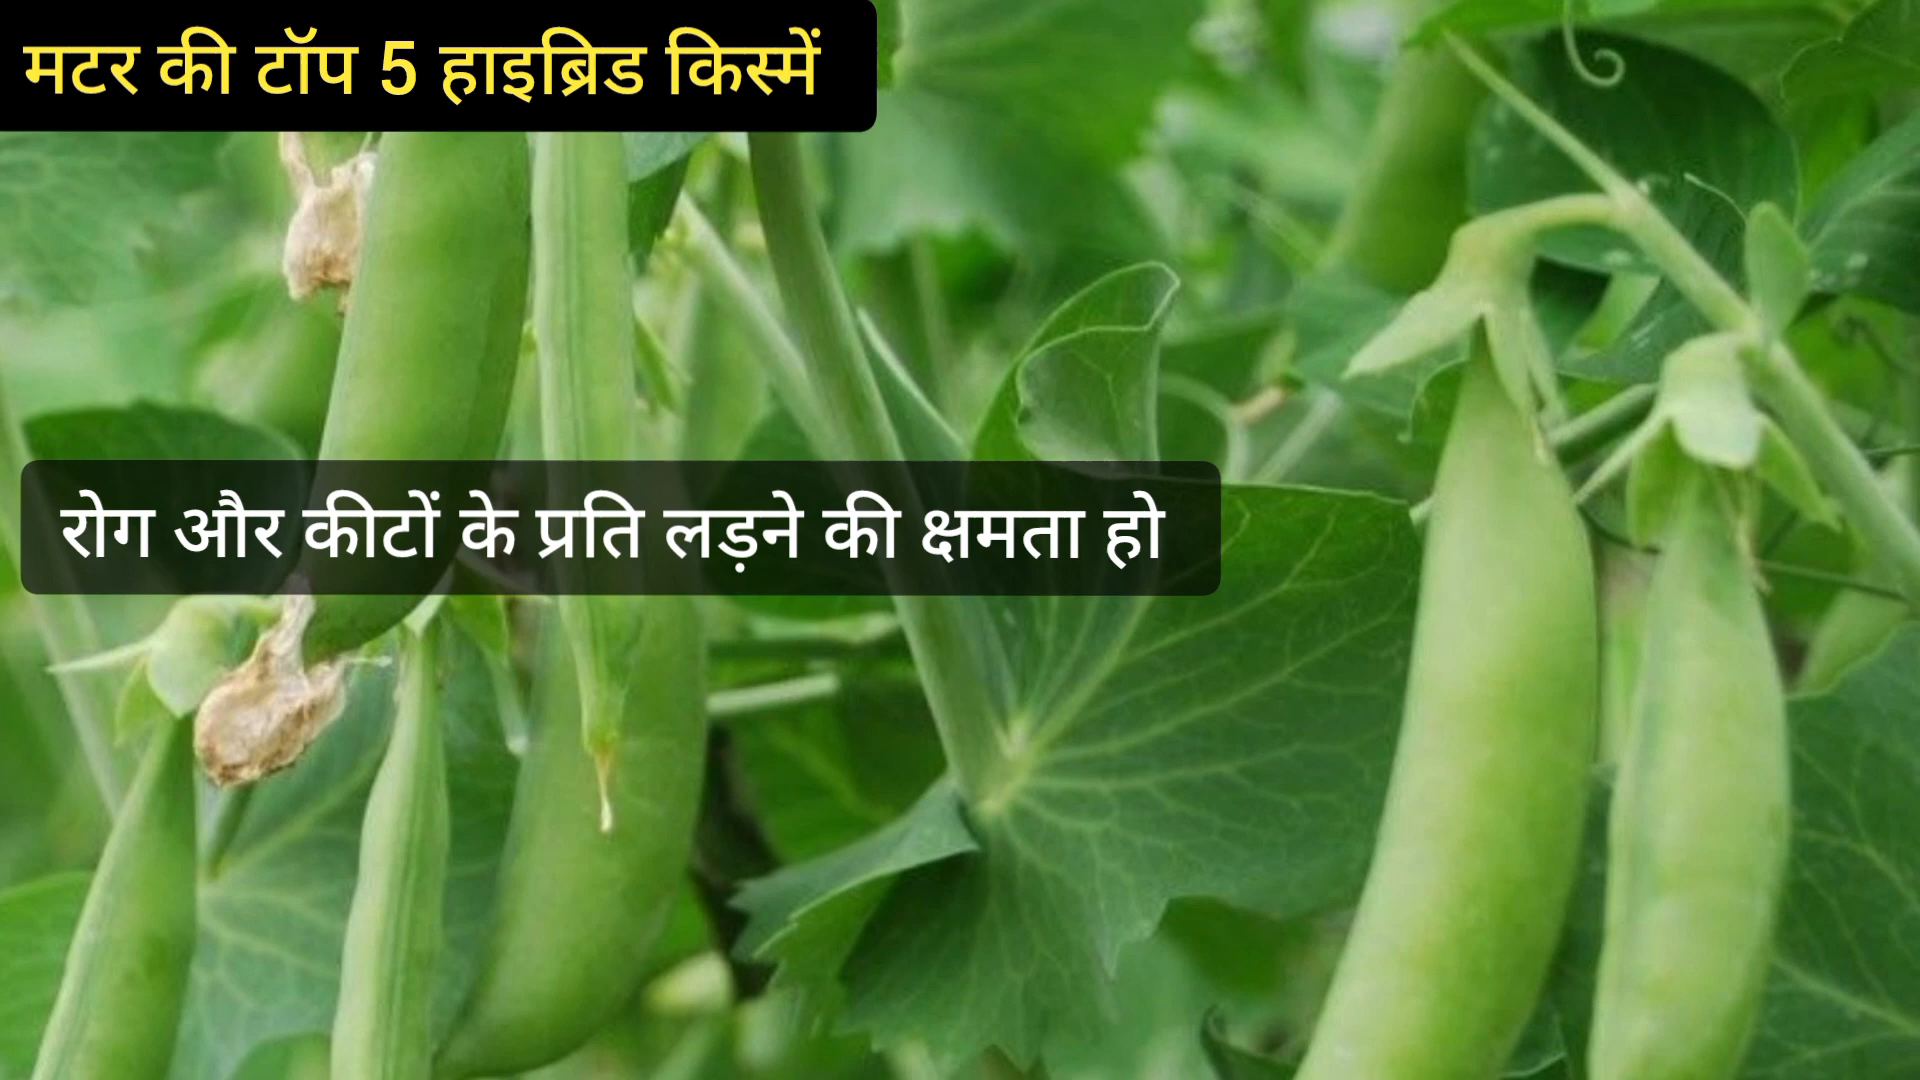 मटर की टॉप 5 हाइब्रिड किस्में
रोग और कीटों के प्रति लड़ने की क्षमता हो